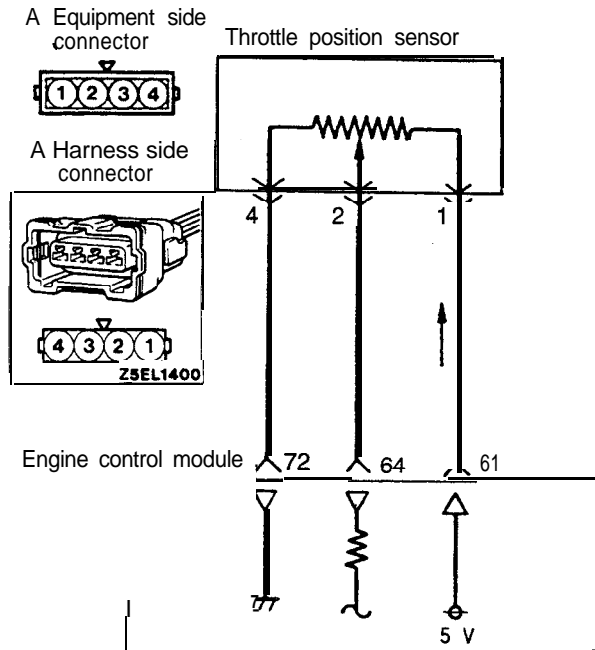 A Equipment side
connector
Throttle position sensor
1 2 3 4
A Harness side
connector
4 3 2 1
Z5EL1400
4 2 1
Engine control module 72 64 61
5 V